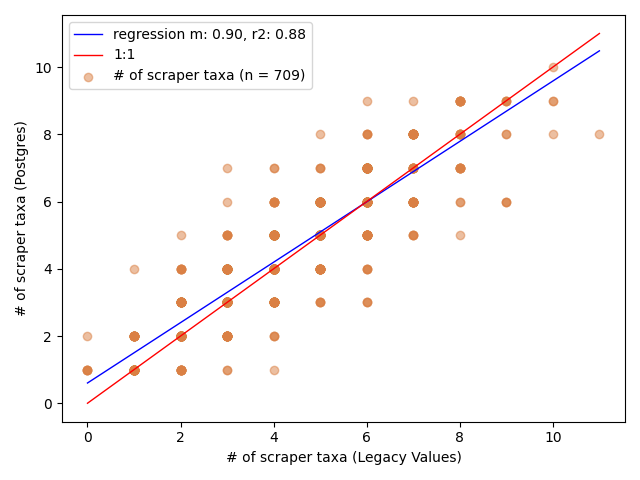 regression m: 0.90, r2: 0.88
1:1
# of scraper taxa (n = 709)
# of scraper taxa (Postgres)
10
8
6
4
2
0
0 2 4 6 8 10
# of scraper taxa (Legacy Values)